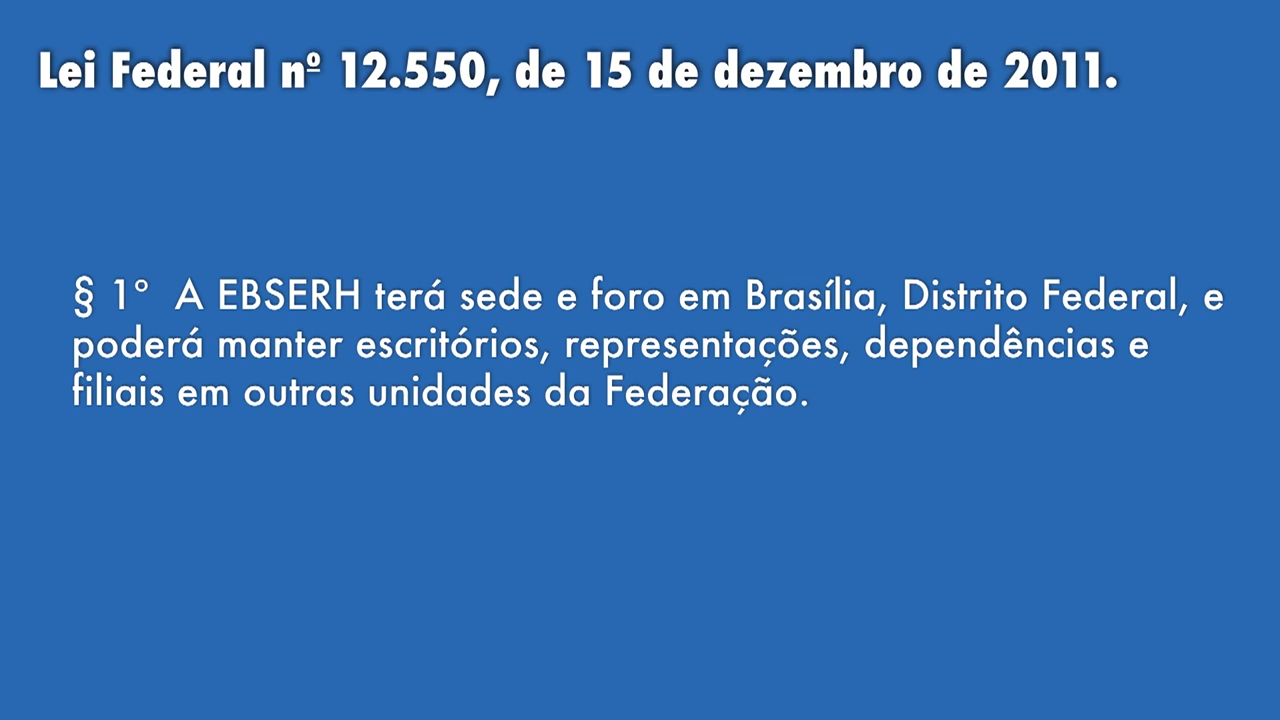 Lei Federal nº 12.550, de 15 de dezembro de 2011.
§ 1°  A EBSERH terá sede e foro em Brasília, Distrito Federal, e
poderá manter escritórios, representações, dependências e
filiais em outras unidades da Federação.